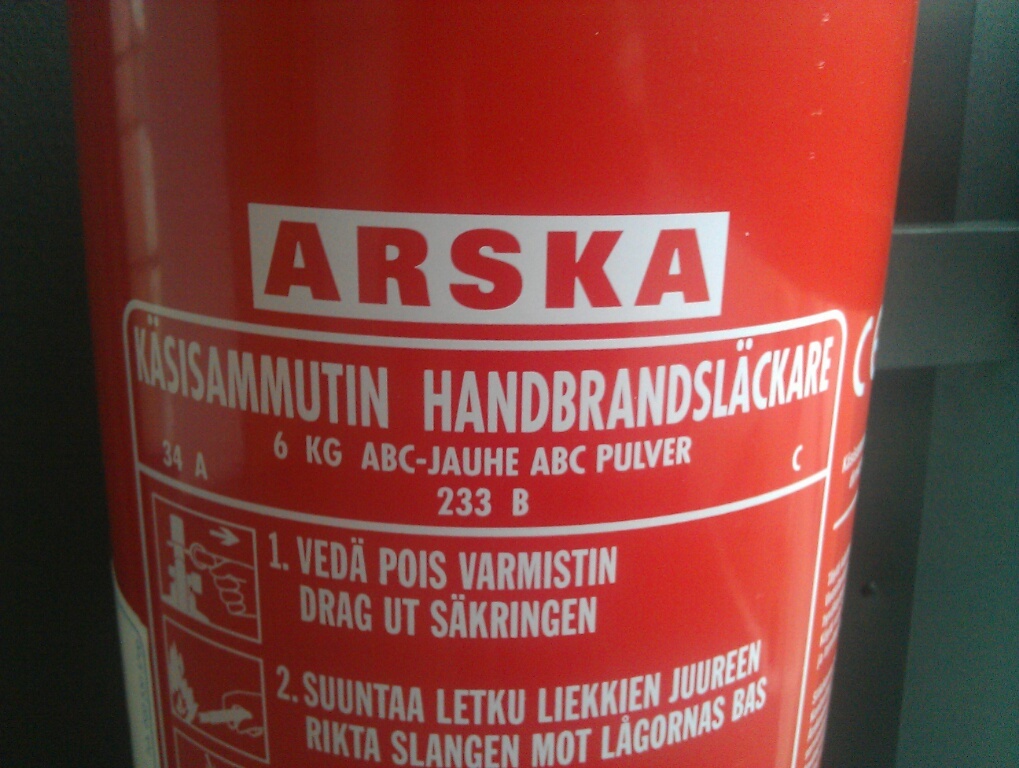 ARSKA
KÄSISAMMUTIN HANDBRANDSLÄCKARE
6 KG ABC-JAUHE ABC PULVER
34 A
C
233 B
1. VEDÄ POIS VARMISTIN
DRAG UT SÄKRINGEN
2. SUUNTAA LETKU LIEKKIEN JUUREEN
RIKTA SLANGEN MOT LÅGORNAS BAS